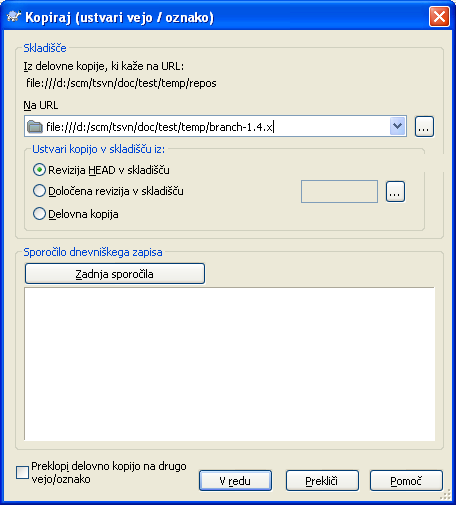 Kopiraj (ustvari vejo / oznako)
Skladišče
Iz delovne kopije, ki kaže na URL:
file:///d:/scm/tsvn/doc/test/temp/repos
Na URL
file:///d:/scm/tsvn/doc/test/temp/branch-1.4.x
...
Ustvari kopijo v skladišču iz:
Revizija HEAD v skladišču
Določena revizija v skladišču
...
Delovna kopija
Sporočilo dnevniškega zapisa
Zadnja sporočila
Preklopi delovno kopijo na drugo
vejo/oznako
V redu
Prekliči
Pomoč